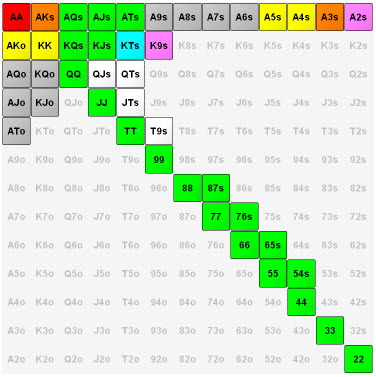 AA AKs AQs AJs ATs A9s A8s A7s A6s A5s A4s A3s A2s
AKo KK KQs KJs KTs K9s K8s K7s K6s K5s K4s K3s K2s
AQo KQo QQ QJs QTs Q9s Q8s Q7s Q6s Q5s Q4s Q3s Q2s
AJo KJo QJo JJ JTs J9s J8s J7s J6s J5s J4s J3s J2s
ATo KTo QTo JTo TT T9s T8s T7s T6s T5s T4s T3s T2s
A9o K9o Q9o J9o T9o 99 98s 97s 96s 95s 94s 93s 92s
A8o K8o Q8o J8o T8o 98o 88 87s 86s 85s 84s 83s 82s
A7o K7o Q7o J7o T7o 97o 87o 77 76s 75s 74s 73s 72s
A6o K6o Q6o J6o T6o 96o 86o 76o 66 65s 64s 63s 62s
A5o K5o Q5o J5o T5o 95o 85o 75o 65o 55 54s 53s 52s
A4o K4o Q4o J4o T4o 94o 84o 74o 64o 54o 44 43s 42s
A3o K3o Q3o J3o T3o 93o 83o 73o 63o 53o 43o 33 32s
A2o K2o Q2o J2o T2o 92o 82o 72o 62o 52o 42o 32o 22